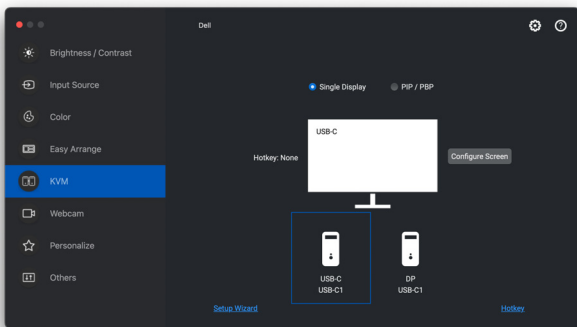 Dell
Brightness / Contrast
Input Source
Color
Easy Arrange
KVM
Webcam
Personalize
Others
Single Display
PIP / PBP
USB-C
Hotkey: None
Configure Screen
USB-C
USB-C1
DP
USB-C1
Setup Wizard
Hotkey